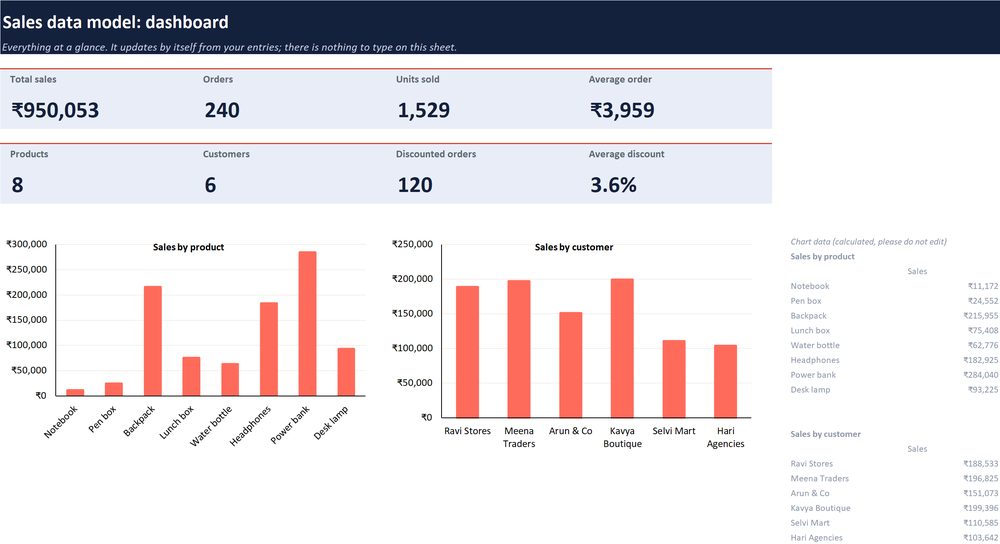 Sales data model: dashboard
Everything at a glance. It updates by itself from your entries; there is nothing to type on this sheet.
Total sales Orders Units sold Average order
₹950,053 240 1,529 ₹3,959
Products Customers Discounted orders Average discount
8 6 120 3.6%
Sales by product
₹300,000
₹250,000
₹200,000
₹150,000
₹100,000
₹50,000
₹0
Notebook Pen box Backpack Lunch box Water bottle Headphones Power bank Desk lamp
Sales by customer
₹250,000
₹200,000
₹150,000
₹100,000
₹50,000
₹0
Ravi Stores Meena Traders Arun & Co Kavya Boutique Selvi Mart Hari Agencies
Chart data (calculated, please do not edit)
Sales by product
Sales
Notebook ₹11,172
Pen box ₹24,552
Backpack ₹215,955
Lunch box ₹75,408
Water bottle ₹62,776
Headphones ₹182,925
Power bank ₹284,040
Desk lamp ₹93,225
Sales by customer
Sales
Ravi Stores ₹188,533
Meena Traders ₹196,825
Arun & Co ₹151,073
Kavya Boutique ₹199,396
Selvi Mart ₹110,585
Hari Agencies ₹103,642